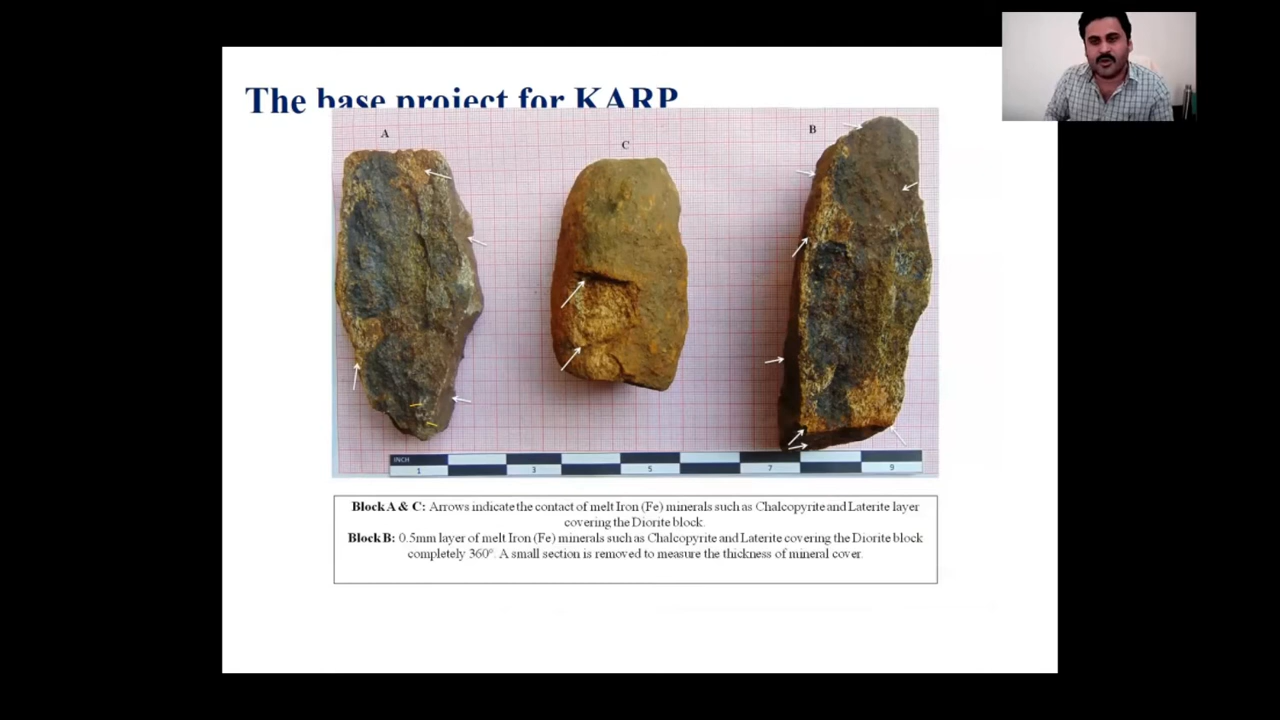 The base project for KARP
A
C
B
INCH
1
3
5
7
9
Block A & C: Arrows indicate the contact of melt Iron (Fe) minerals such as Chalcopyrite and Laterite layer
covering the Diorite block.
Block B: 0.5mm layer of melt Iron (Fe) minerals such as Chalcopyrite and Laterite covering the Diorite block
completely 360°. A small section is removed to measure the thickness of mineral cover.